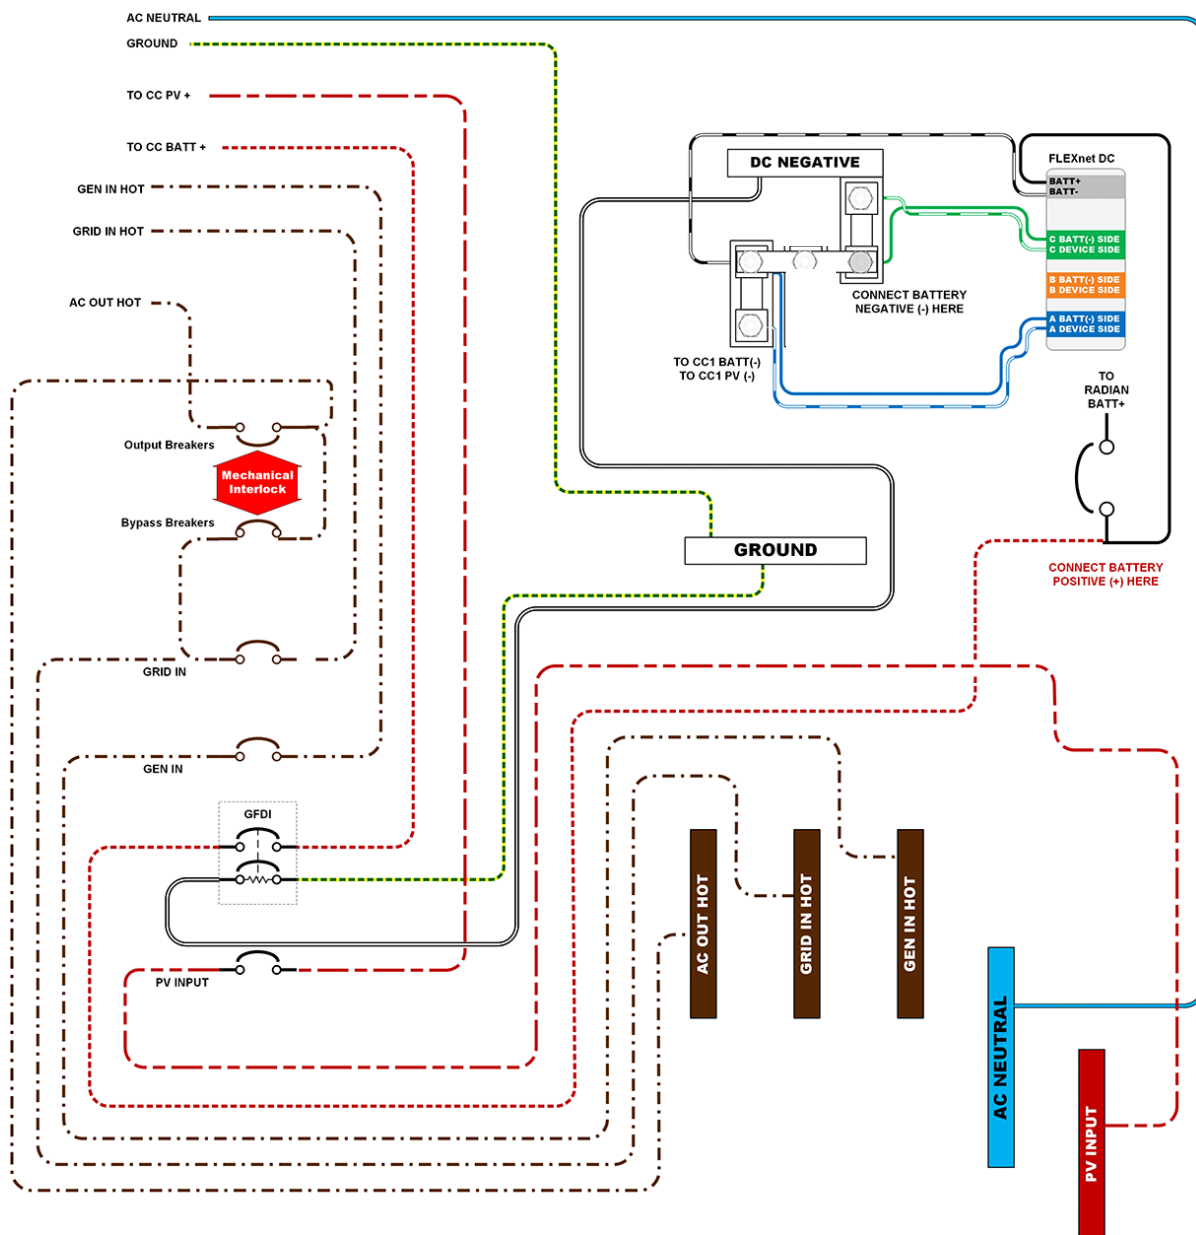 AC NEUTRAL
GROUND
TO CC PV +
TO CC BATT +
GEN IN HOT
GRID IN HOT
AC OUT HOT
Output Breakers
Mechanical
Interlock
Bypass Breakers
GRID IN
GEN IN
GFDI
PV INPUT
DC NEGATIVE
CONNECT BATTERY
NEGATIVE (-) HERE
TO CC1 BATT(-)
TO CC1 PV (-)
FLEXnet DC
BATT+
BATT-
C BATT(-) SIDE
C DEVICE SIDE
B BATT(-) SIDE
B DEVICE SIDE
A BATT(-) SIDE
A DEVICE SIDE
TO
RADIAN
BATT+
CONNECT BATTERY
POSITIVE (+) HERE
GROUND
AC OUT HOT
GRID IN HOT
GEN IN HOT
AC NEUTRAL
PV INPUT